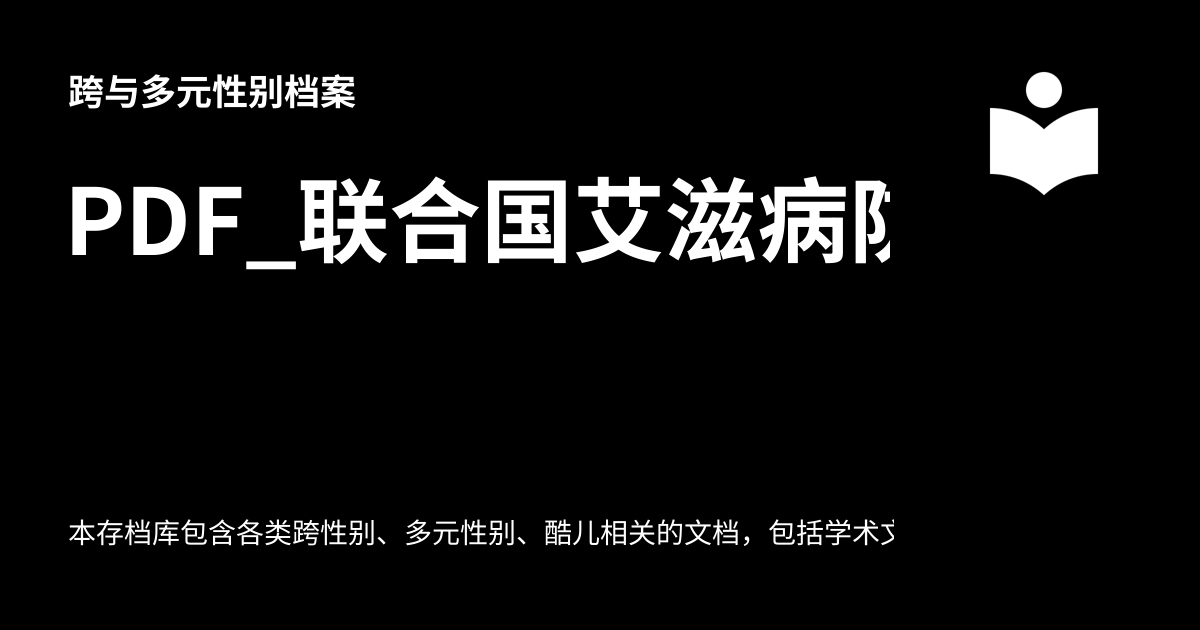 跨与多元性别档案
PDF_联合国艾滋病防
本存档库包含各类跨性别、多元性别、酷儿相关的文档，包括学术文